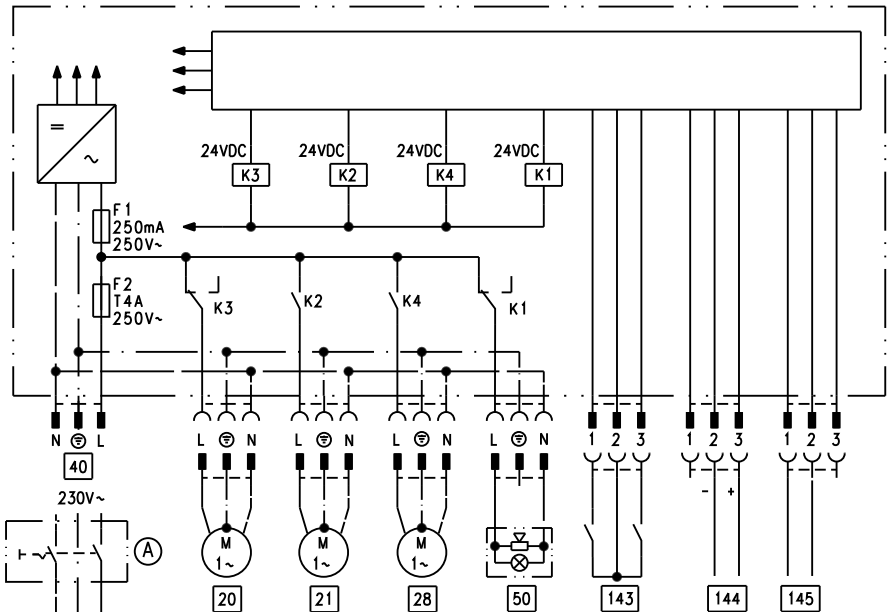 24VDC 24VDC 24VDC 24VDC
K3 K2 K4 K1
= ~
F1
250mA
250V~
F2
T4A
250V~
K3 K2 K4 K1
N L L N L N L N L N 1 2 3 1 2 3 1 2 3
40
230V~
- +
A
M M M
1~ 1~ 1~
20 21 28 50 143 144 145